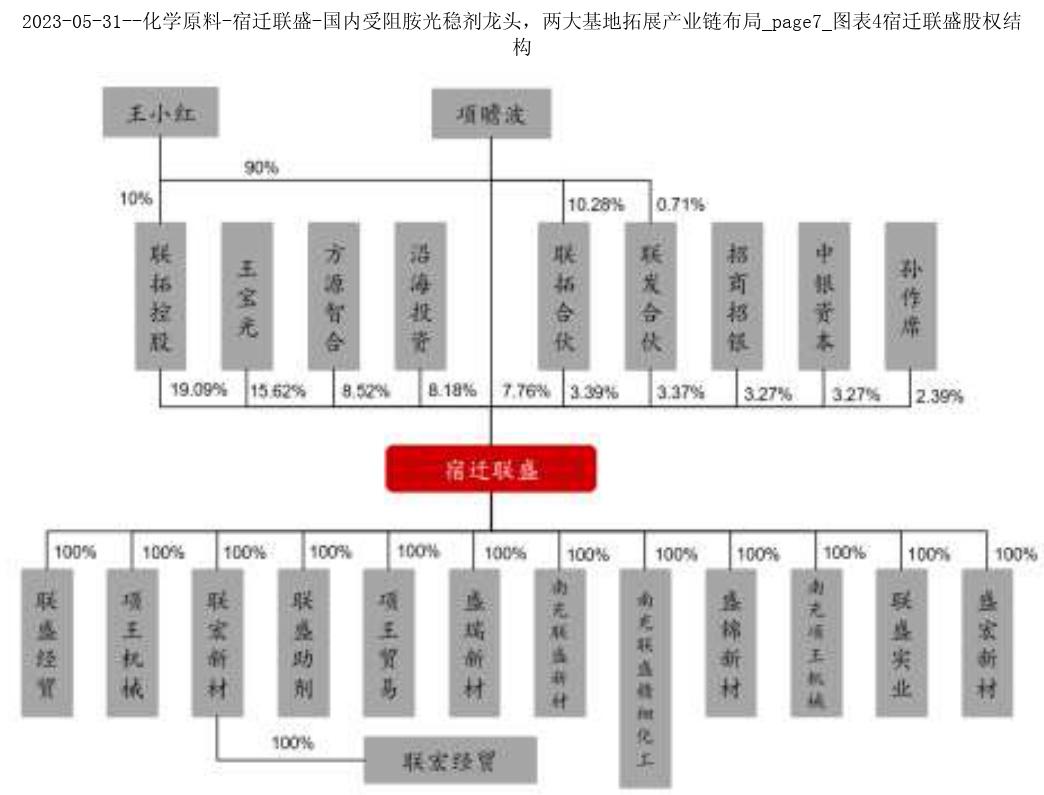 2023-05-31--化学原料-宿迁联盛-国内受阻胺光稳剂龙头，两大基地拓展产业链布局_page7_图表4宿迁联盛股权结
构
王小红
项瞻波
90%
10%
10.28%
0.71%
联拓控股
王宝光
方源智合
沿海投资
联拓合伙
联发合伙
招商招银
中银资本
孙作席
19.09%
15.62%
8.52%
8.18%
7.76%
3.39%
3.37%
3.27%
3.27%
2.39%
宿迁联盛
100%
100%
100%
100%
100%
100%
100%
100%
100%
100%
100%
100%
联盛经贸
项王机械
联宏新材
联盛助剂
项王贸易
盛瑞新材
南充联盛新材
南充联盛精细化工
盛锦新材
南充项王机械
联盛实业
盛宏新材
100%
联宏经贸